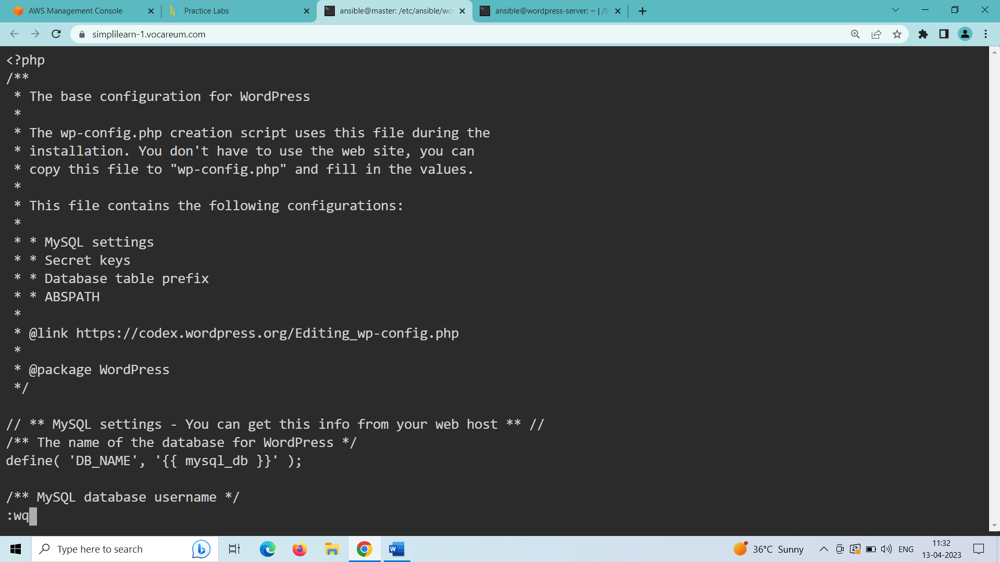 AWS Management Console
Practice Labs
ansible@master: /etc/ansible/wo
ansible@wordpress-server: ~ | /b
simplilearn-1.vocareum.com
<?php
/**
 * The base configuration for WordPress
 *
 * The wp-config.php creation script uses this file during the
 * installation. You don't have to use the web site, you can
 * copy this file to "wp-config.php" and fill in the values.
 *
 * This file contains the following configurations:
 *
 * * MySQL settings
 * * Secret keys
 * * Database table prefix
 * * ABSPATH
 *
 * @link https://codex.wordpress.org/Editing_wp-config.php
 *
 * @package WordPress
 */

// ** MySQL settings - You can get this info from your web host ** //
/** The name of the database for WordPress */
define( 'DB_NAME', '{{ mysql_db }}' );

/** MySQL database username */
:wq
Type here to search
36°C Sunny
ENG
11:32
13-04-2023